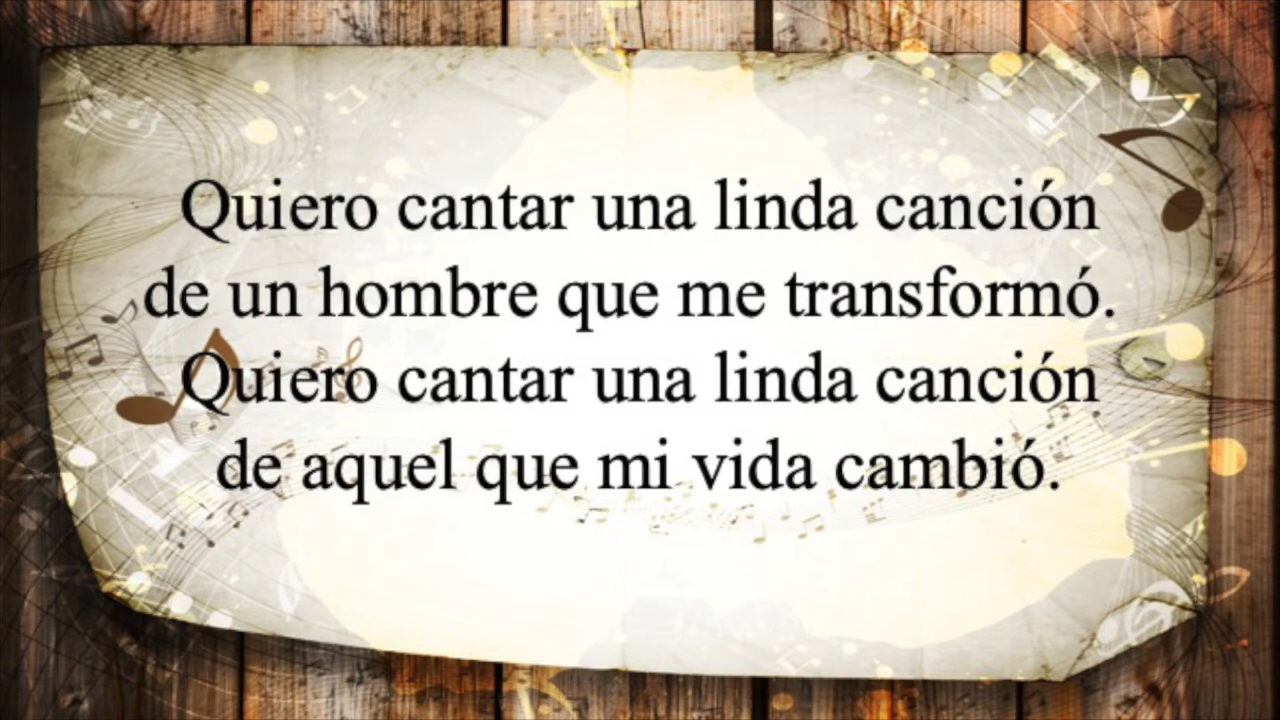 Quiero cantar una linda canción
de un hombre que me transformó.
Quiero cantar una linda canción
de aquel que mi vida cambió.